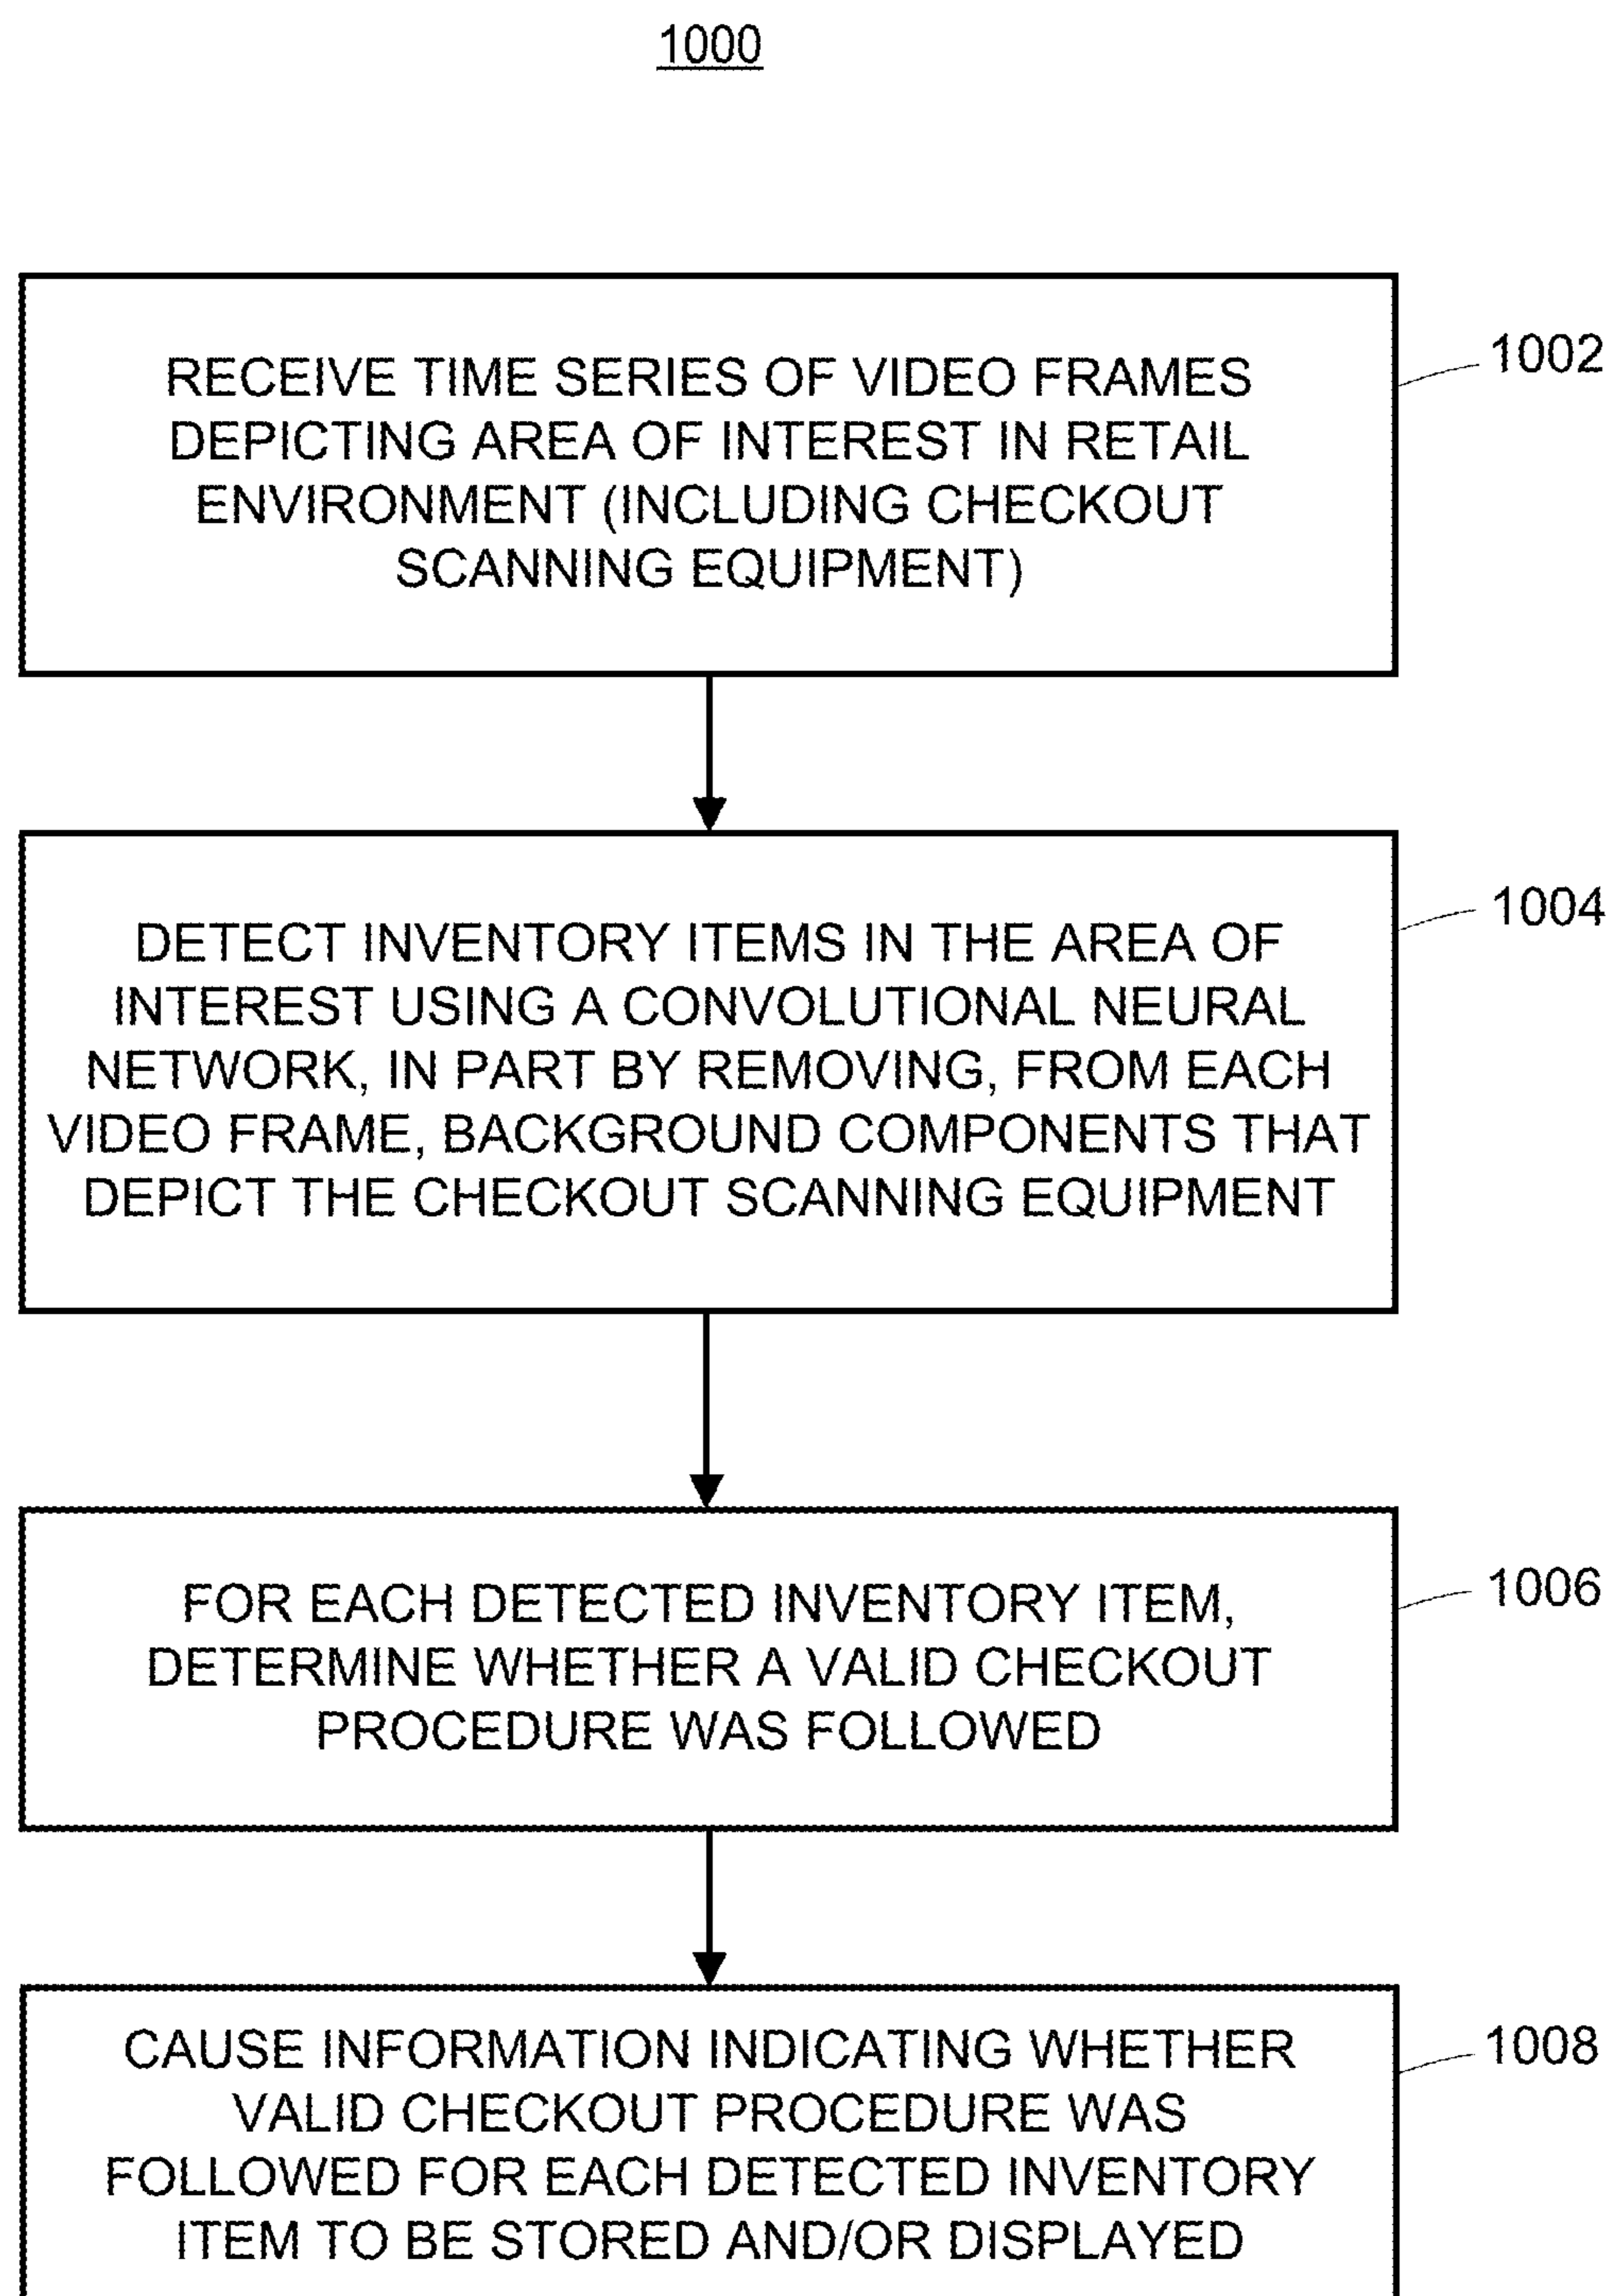 1000
RECEIVE TIME SERIES OF VIDEO FRAMES
DEPICTING AREA OF INTEREST IN RETAIL
ENVIRONMENT (INCLUDING CHECKOUT
SCANNING EQUIPMENT)
1002
DETECT INVENTORY ITEMS IN THE AREA OF
INTEREST USING A CONVOLUTIONAL NEURAL
NETWORK, IN PART BY REMOVING, FROM EACH
VIDEO FRAME, BACKGROUND COMPONENTS THAT
DEPICT THE CHECKOUT SCANNING EQUIPMENT
1004
FOR EACH DETECTED INVENTORY ITEM,
DETERMINE WHETHER A VALID CHECKOUT
PROCEDURE WAS FOLLOWED
1006
CAUSE INFORMATION INDICATING WHETHER
VALID CHECKOUT PROCEDURE WAS
FOLLOWED FOR EACH DETECTED INVENTORY
ITEM TO BE STORED AND/OR DISPLAYED
1008